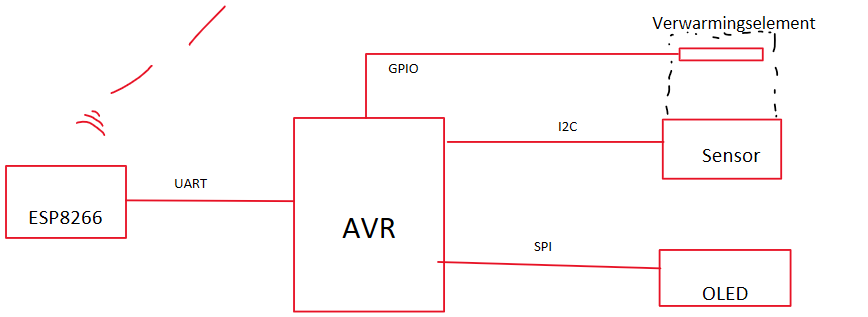 Verwarmingselement
GPIO
I2C
Sensor
UART
ESP8266
AVR
SPI
OLED